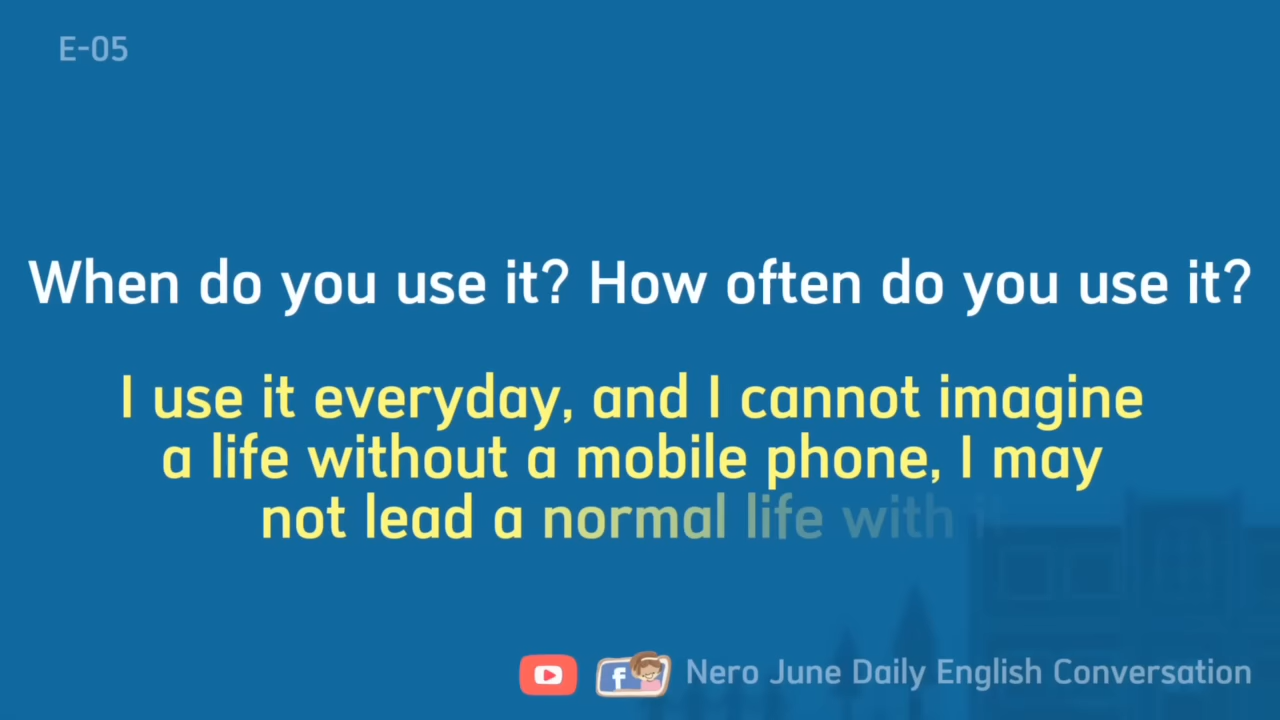 E-05
When do you use it? How often do you use it?
I use it everyday, and I cannot imagine
a life without a mobile phone, I may
not lead a normal life with
f
Nero June Daily English Conversation